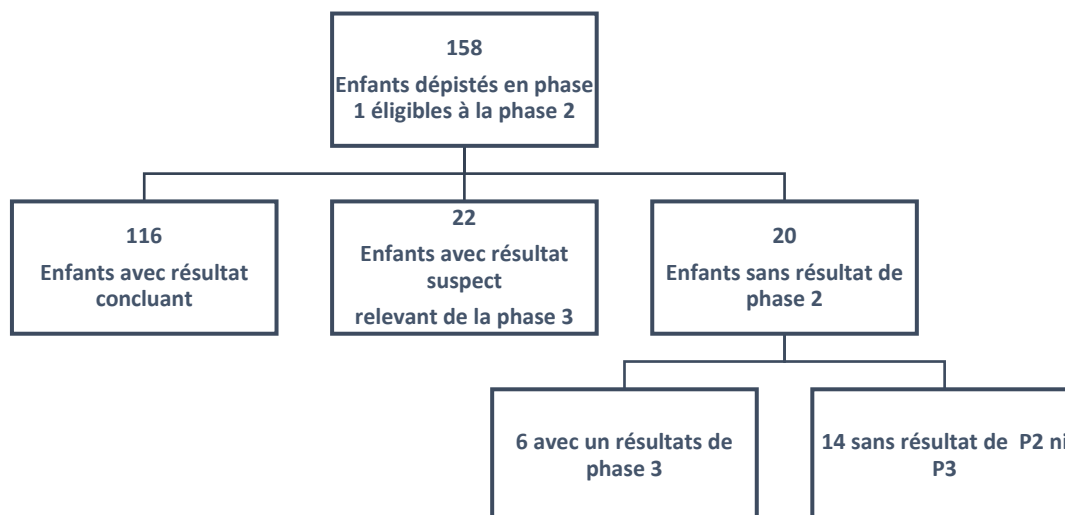 158
Enfants dépistés en phase
1 éligibles à la phase 2
116
Enfants avec résultat
concluant
22
Enfants avec résultat
suspect
relevant de la phase 3
20
Enfants sans résultat de
phase 2
6 avec un résultats de
phase 3
14 sans résultat de P2 ni
P3